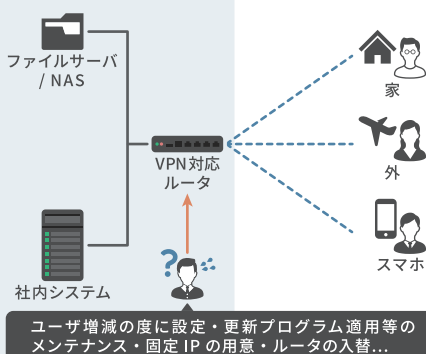 ファイルサーバ
/ NAS
VPN対応
ルータ
社内システム
家
外
スマホ
?
ユーザ増減の度に設定・更新プログラム適用等の
メンテナンス・固定 IP の用意・ルータの入替...